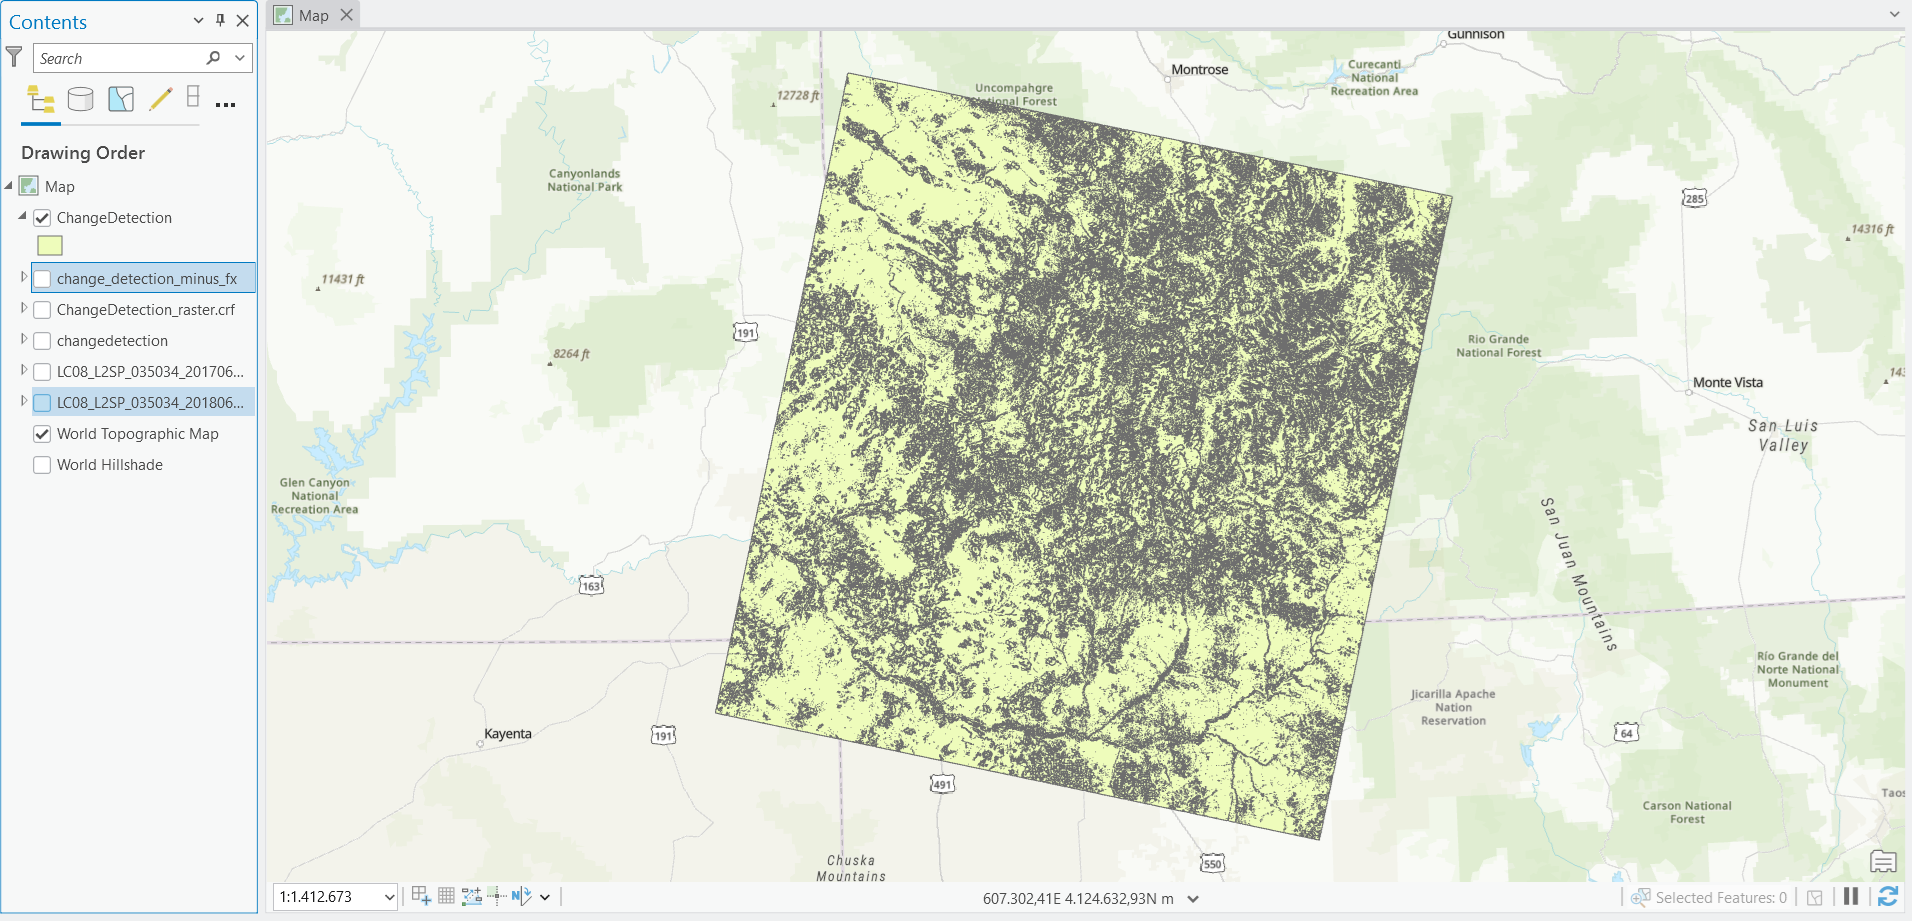 Contents
Search
Drawing Order
Map
ChangeDetection
change_detection_minus_fx
ChangeDetection_raster.crf
changedetection
LC08_L2SP_035034_201706...
LC08_L2SP_035034_201806...
World Topographic Map
World Hillshade
Map
Gunnison
Montrose
Curecanti
National
Recreation Area
Uncompahgre
National Forest
12728 ft
Canyonlands
National Park
285
14316 ft
11431 ft
191
8264 ft
Rio Grande
National Forest
143
Monte Vista
San Luis
Valley
Glen Canyon
National
Recreation Area
San Juan Mountains
163
Río Grande del
Norte National
Monument
Jicarilla Apache
Nation
Reservation
Kayenta
191
64
491
Carson National
Forest
Taos
Chuska
Mountains
550
1:1.412.673
N
607.302,41E 4.124.632,93N m
Selected Features: 0